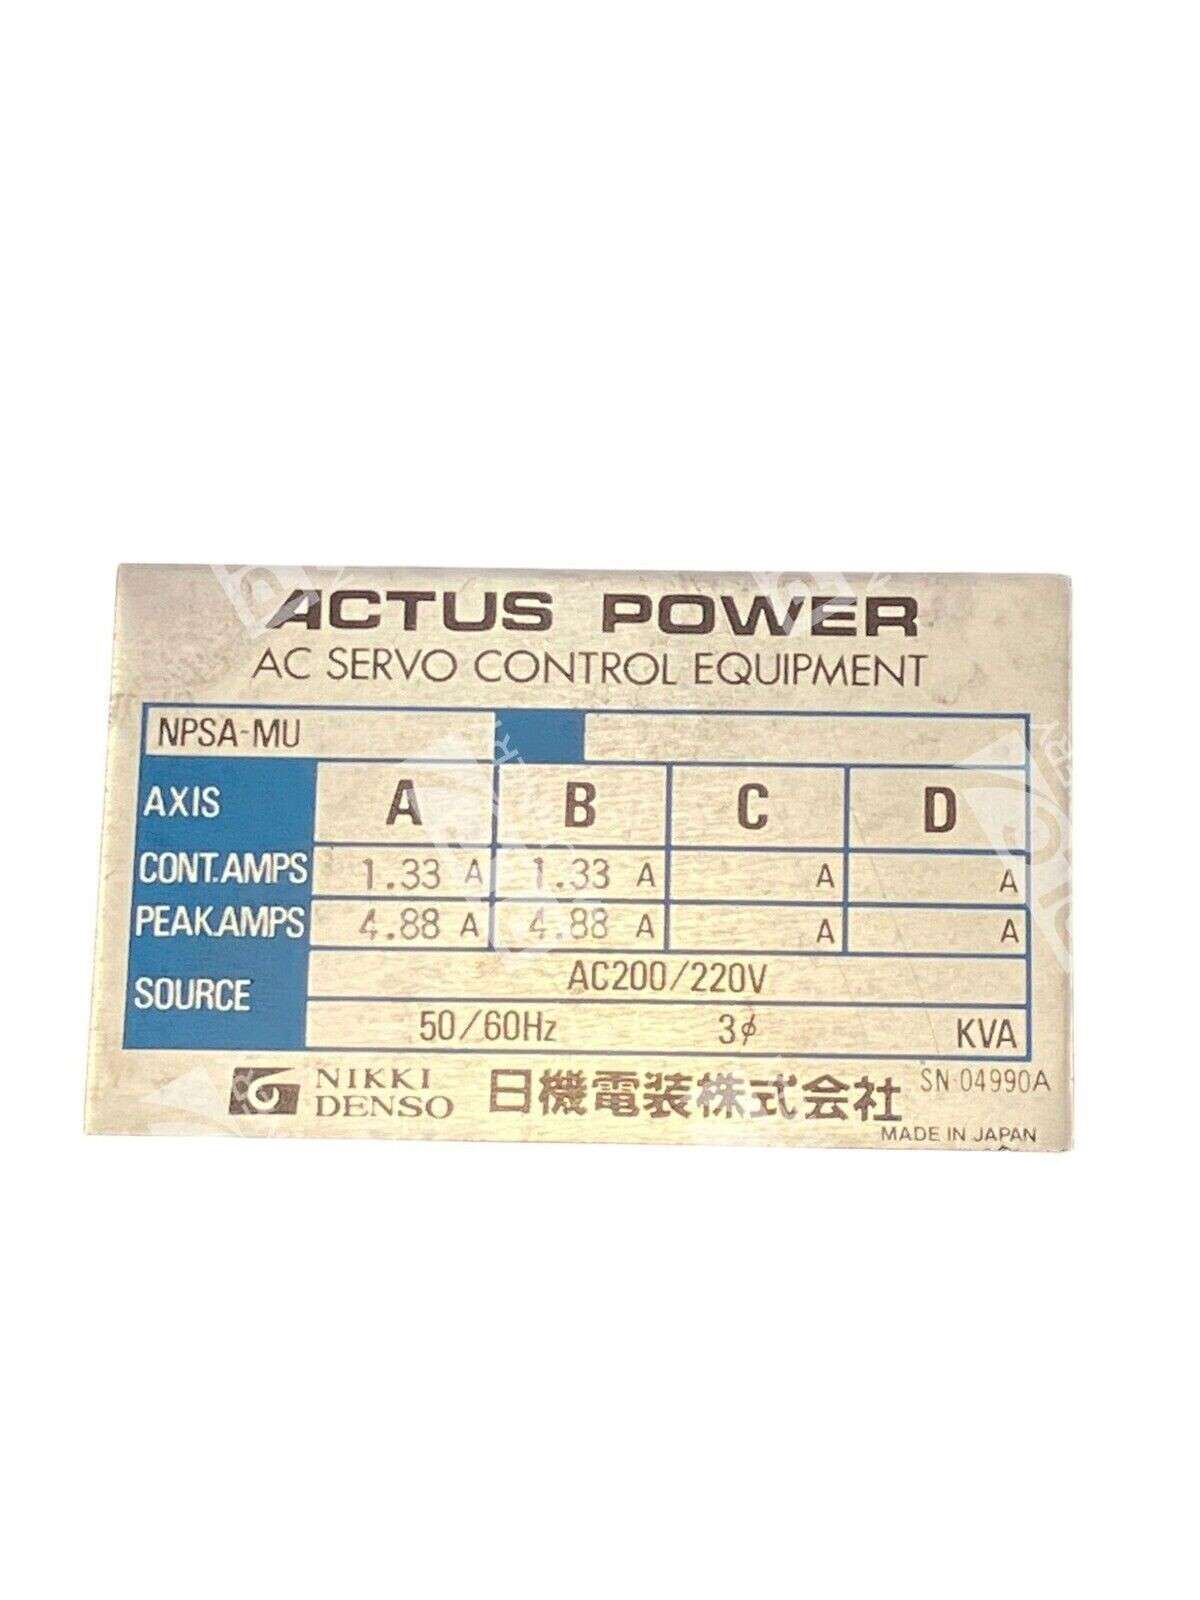 ACTUS POWER
AC SERVO CONTROL EQUIPMENT
NPSA-MU
AXIS A B C D
CONT.AMPS 1.33 A 1.33 A A A
PEAK.AMPS 4.88 A 4.88 A A A
SOURCE AC200/220V
50/60Hz 3ϕ KVA
NIKKI DENSO 日機電装株式会社 SN-04990A
MADE IN JAPAN